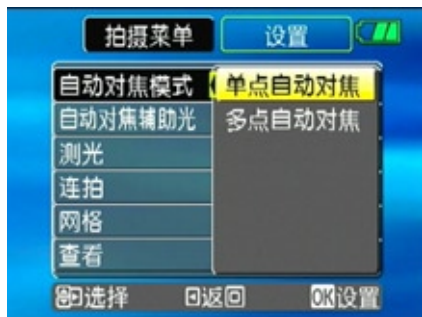 拍摄菜单 设置
自动对焦模式 单点自动对焦
自动对焦辅助光 多点自动对焦
测光
连拍
网格
查看
选择 返回 OK设置